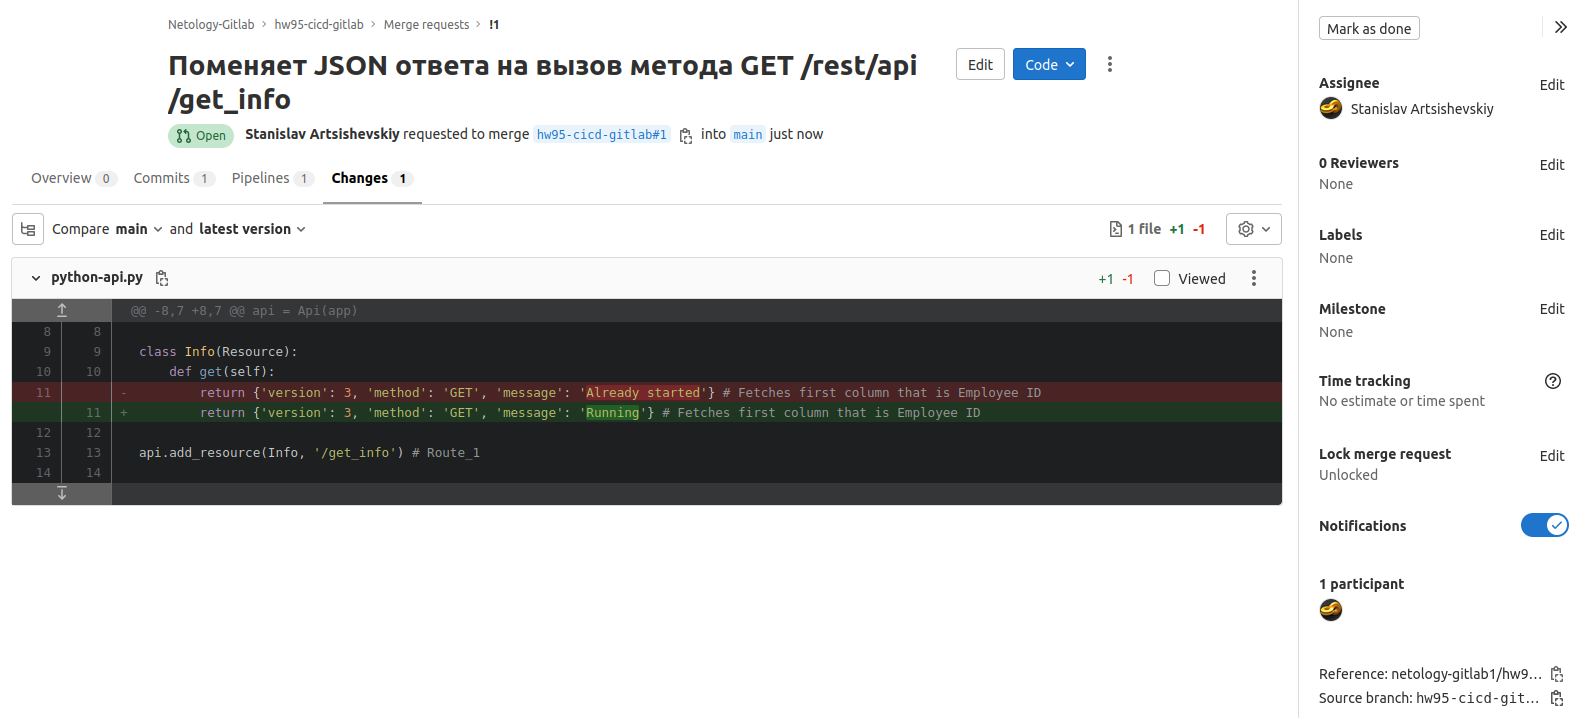 Netology-Gitlab › hw95-cicd-gitlab › Merge requests › !1
Поменяет JSON ответа на вызов метода GET /rest/api
/get_info
Edit
Code
Open
Stanislav Artsishevskiy requested to merge hw95-cicd-gitlab#1 into main just now
Overview 0 Commits 1 Pipelines 1 Changes 1
Compare main and latest version
1 file +1 -1
python-api.py
+1 -1 Viewed
@@ -8,7 +8,7 @@ api = Api(app)
8 8
9 9 class Info(Resource):
10 10 def get(self):
11 - return {'version': 3, 'method': 'GET', 'message': 'Already started'} # Fetches first column that is Employee ID
11 + return {'version': 3, 'method': 'GET', 'message': 'Running'} # Fetches first column that is Employee ID
12 12
13 13 api.add_resource(Info, '/get_info') # Route_1
14 14
Mark as done
Assignee Edit
Stanislav Artsishevskiy
0 Reviewers Edit
None
Labels Edit
None
Milestone Edit
None
Time tracking
No estimate or time spent
Lock merge request Edit
Unlocked
Notifications
1 participant
Reference: netology-gitlab1/hw9...
Source branch: hw95-cicd-git...